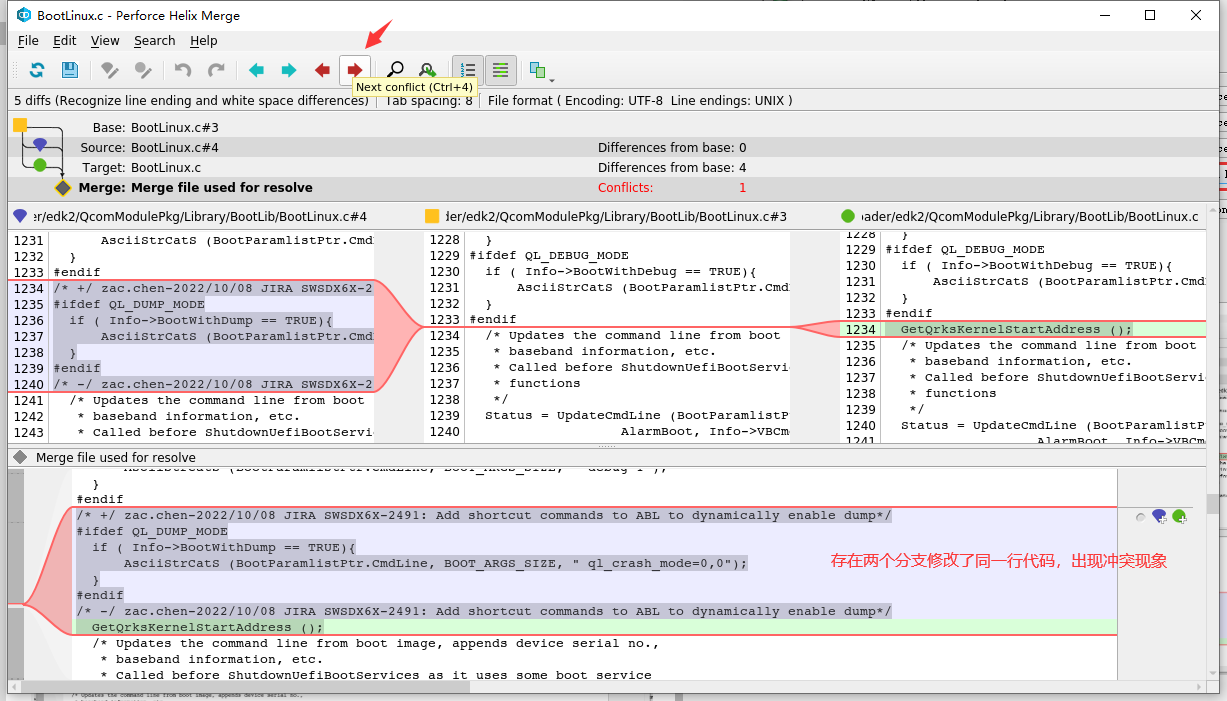 BootLinux.c - Perforce Helix Merge
File Edit View Search Help
Next conflict (Ctrl+4)
5 diffs (Recognize line ending and white space differences) Tab spacing: 8 File format ( Encoding: UTF-8 Line endings: UNIX )
Base: BootLinux.c#3
Source: BootLinux.c#4 Differences from base: 0
Target: BootLinux.c Differences from base: 4
Merge: Merge file used for resolve Conflicts: 1
er/edk2/QcomModulePkg/Library/BootLib/BootLinux.c#4
1231 AsciiStrCatS (BootParamlistPtr.Cmd
1232 }
1233 #endif
1234 /* +/ zac.chen-2022/10/08 JIRA SWSDX6X-2
1235 #ifdef QL_DUMP_MODE
1236 if ( Info->BootWithDump == TRUE){
1237 AsciiStrCatS (BootParamlistPtr.Cmd
1238 }
1239 #endif
1240 /* -/ zac.chen-2022/10/08 JIRA SWSDX6X-2
1241 /* Updates the command line from boot
1242 * baseband information, etc.
1243 * Called before ShutdownUefiBootServi
der/edk2/QcomModulePkg/Library/BootLib/BootLinux.c#3
1228 }
1229 #ifdef QL_DEBUG_MODE
1230 if ( Info->BootWithDebug == TRUE){
1231 AsciiStrCatS (BootParamlistPtr.Cmd
1232 }
1233 #endif
1234 /* Updates the command line from boot
1235 * baseband information, etc.
1236 * Called before ShutdownUefiBootServi
1237 * functions
1238 */
1239 Status = UpdateCmdLine (BootParamlistP
1240 AlarmBoot, Info->VBCm
ader/edk2/QcomModulePkg/Library/BootLib/BootLinux.c
1228 }
1229 #ifdef QL_DEBUG_MODE
1230 if ( Info->BootWithDebug == TRUE){
1231 AsciiStrCatS (BootParamlistPtr.Cmd
1232 }
1233 #endif
1234 GetQrksKernelStartAddress ();
1235 /* Updates the command line from boot
1236 * baseband information, etc.
1237 * Called before ShutdownUefiBootServi
1238 * functions
1239 */
1240 Status = UpdateCmdLine (BootParamlistP
1241 AlarmBoot, Info->VBCm
Merge file used for resolve
AsciiStrCatS (BootParamlistPtr.CmdLine, BOOT_ARGS_SIZE,
}
#endif
/* +/ zac.chen-2022/10/08 JIRA SWSDX6X-2491: Add shortcut commands to ABL to dynamically enable dump*/
#ifdef QL_DUMP_MODE
if ( Info->BootWithDump == TRUE){
AsciiStrCatS (BootParamlistPtr.CmdLine, BOOT_ARGS_SIZE, " ql_crash_mode=0,0");
}
#endif
/* -/ zac.chen-2022/10/08 JIRA SWSDX6X-2491: Add shortcut commands to ABL to dynamically enable dump*/
GetQrksKernelStartAddress ();
/* Updates the command line from boot image, appends device serial no.,
* baseband information, etc.
* Called before ShutdownUefiBootServices as it uses some boot service
存在两个分支修改了同一行代码，出现冲突现象